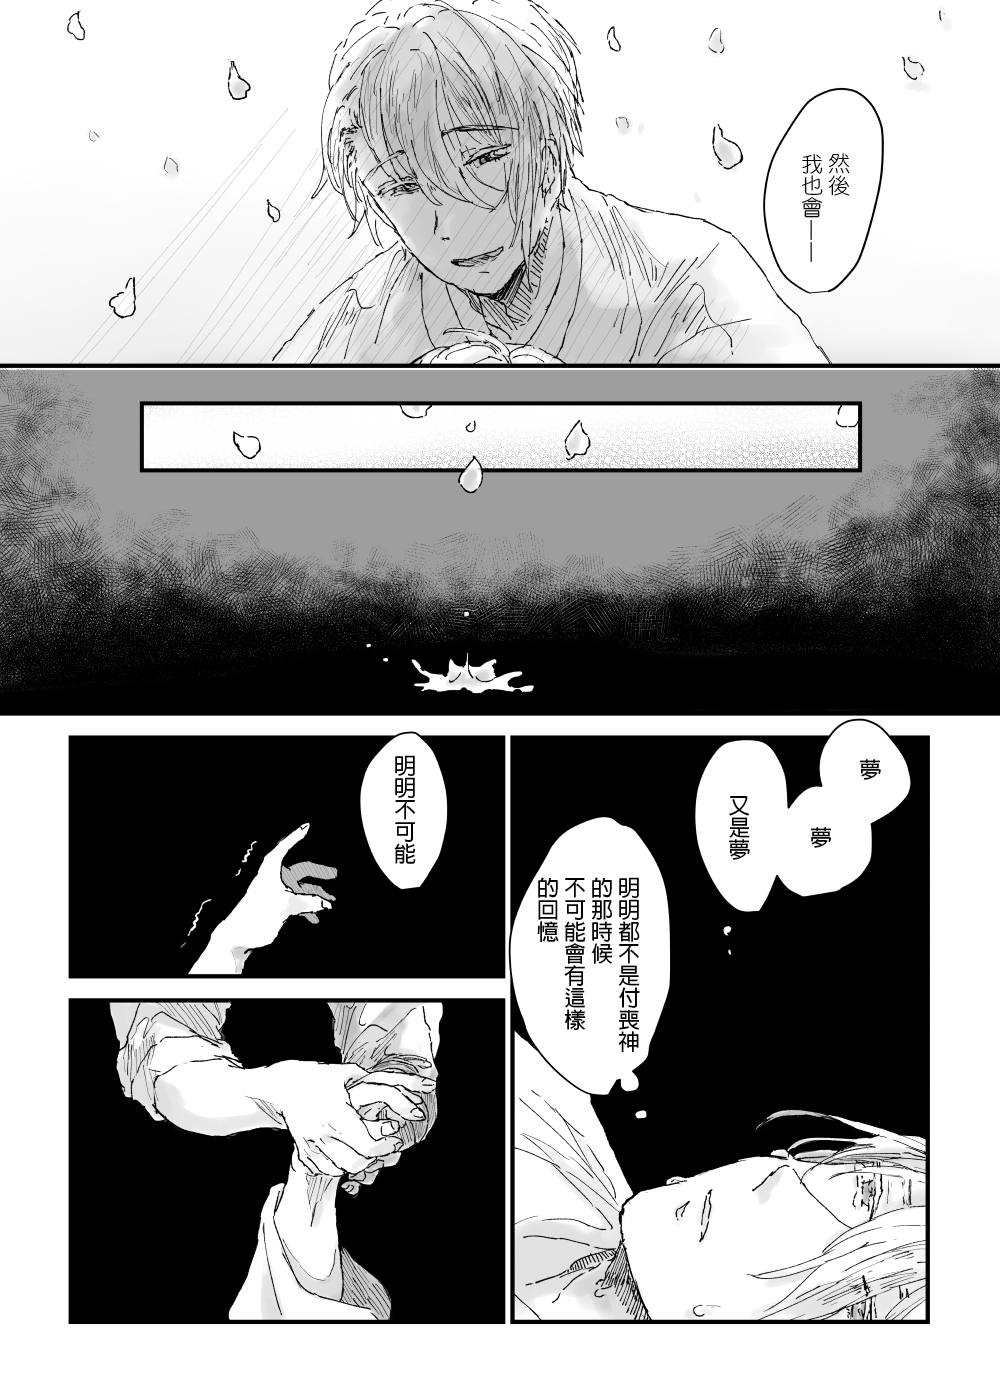 然後
我也會——
夢
夢
又是夢
明明都不是付喪神
的那時候
不可能會有這樣
的回憶
明明不可能